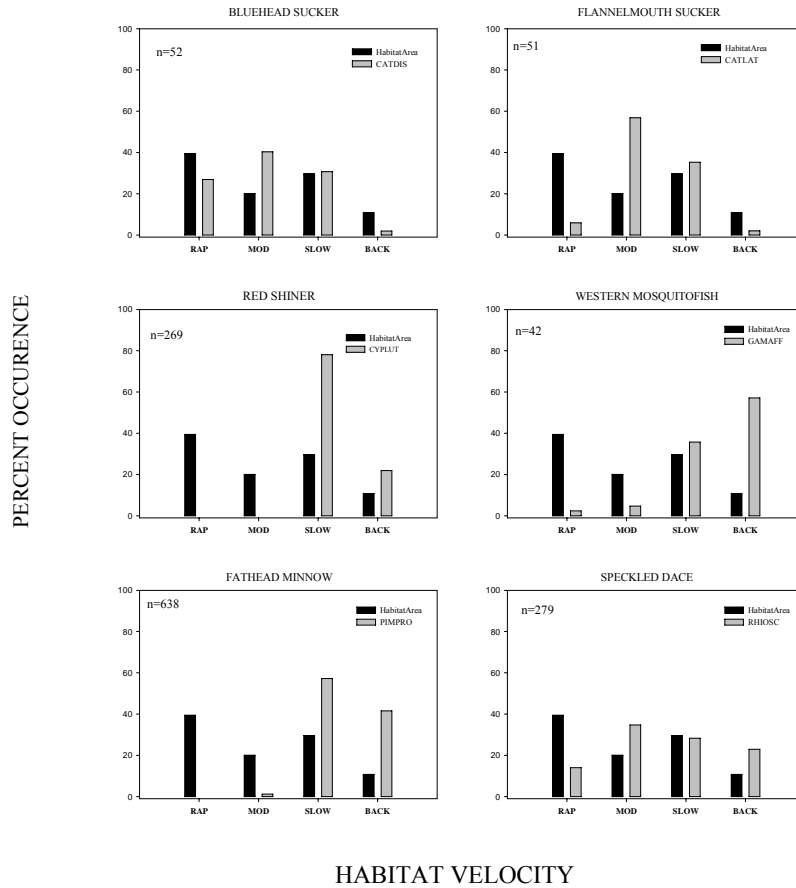 BLUEHEAD SUCKER
n=52
HabitatArea
CATDIS
100
80
60
40
20
0
RAP MOD SLOW BACK
FLANNELMOUTH SUCKER
n=51
HabitatArea
CATLAT
100
80
60
40
20
0
RAP MOD SLOW BACK
RED SHINER
n=269
HabitatArea
CYPLUT
100
80
60
40
20
0
RAP MOD SLOW BACK
WESTERN MOSQUITOFISH
n=42
HabitatArea
GAMAFF
100
80
60
40
20
0
RAP MOD SLOW BACK
FATHEAD MINNOW
n=638
HabitatArea
PIMPRO
100
80
60
40
20
0
RAP MOD SLOW BACK
SPECKLED DACE
n=279
HabitatArea
RHIOSC
100
80
60
40
20
0
RAP MOD SLOW BACK
PERCENT OCCURENCE
HABITAT VELOCITY